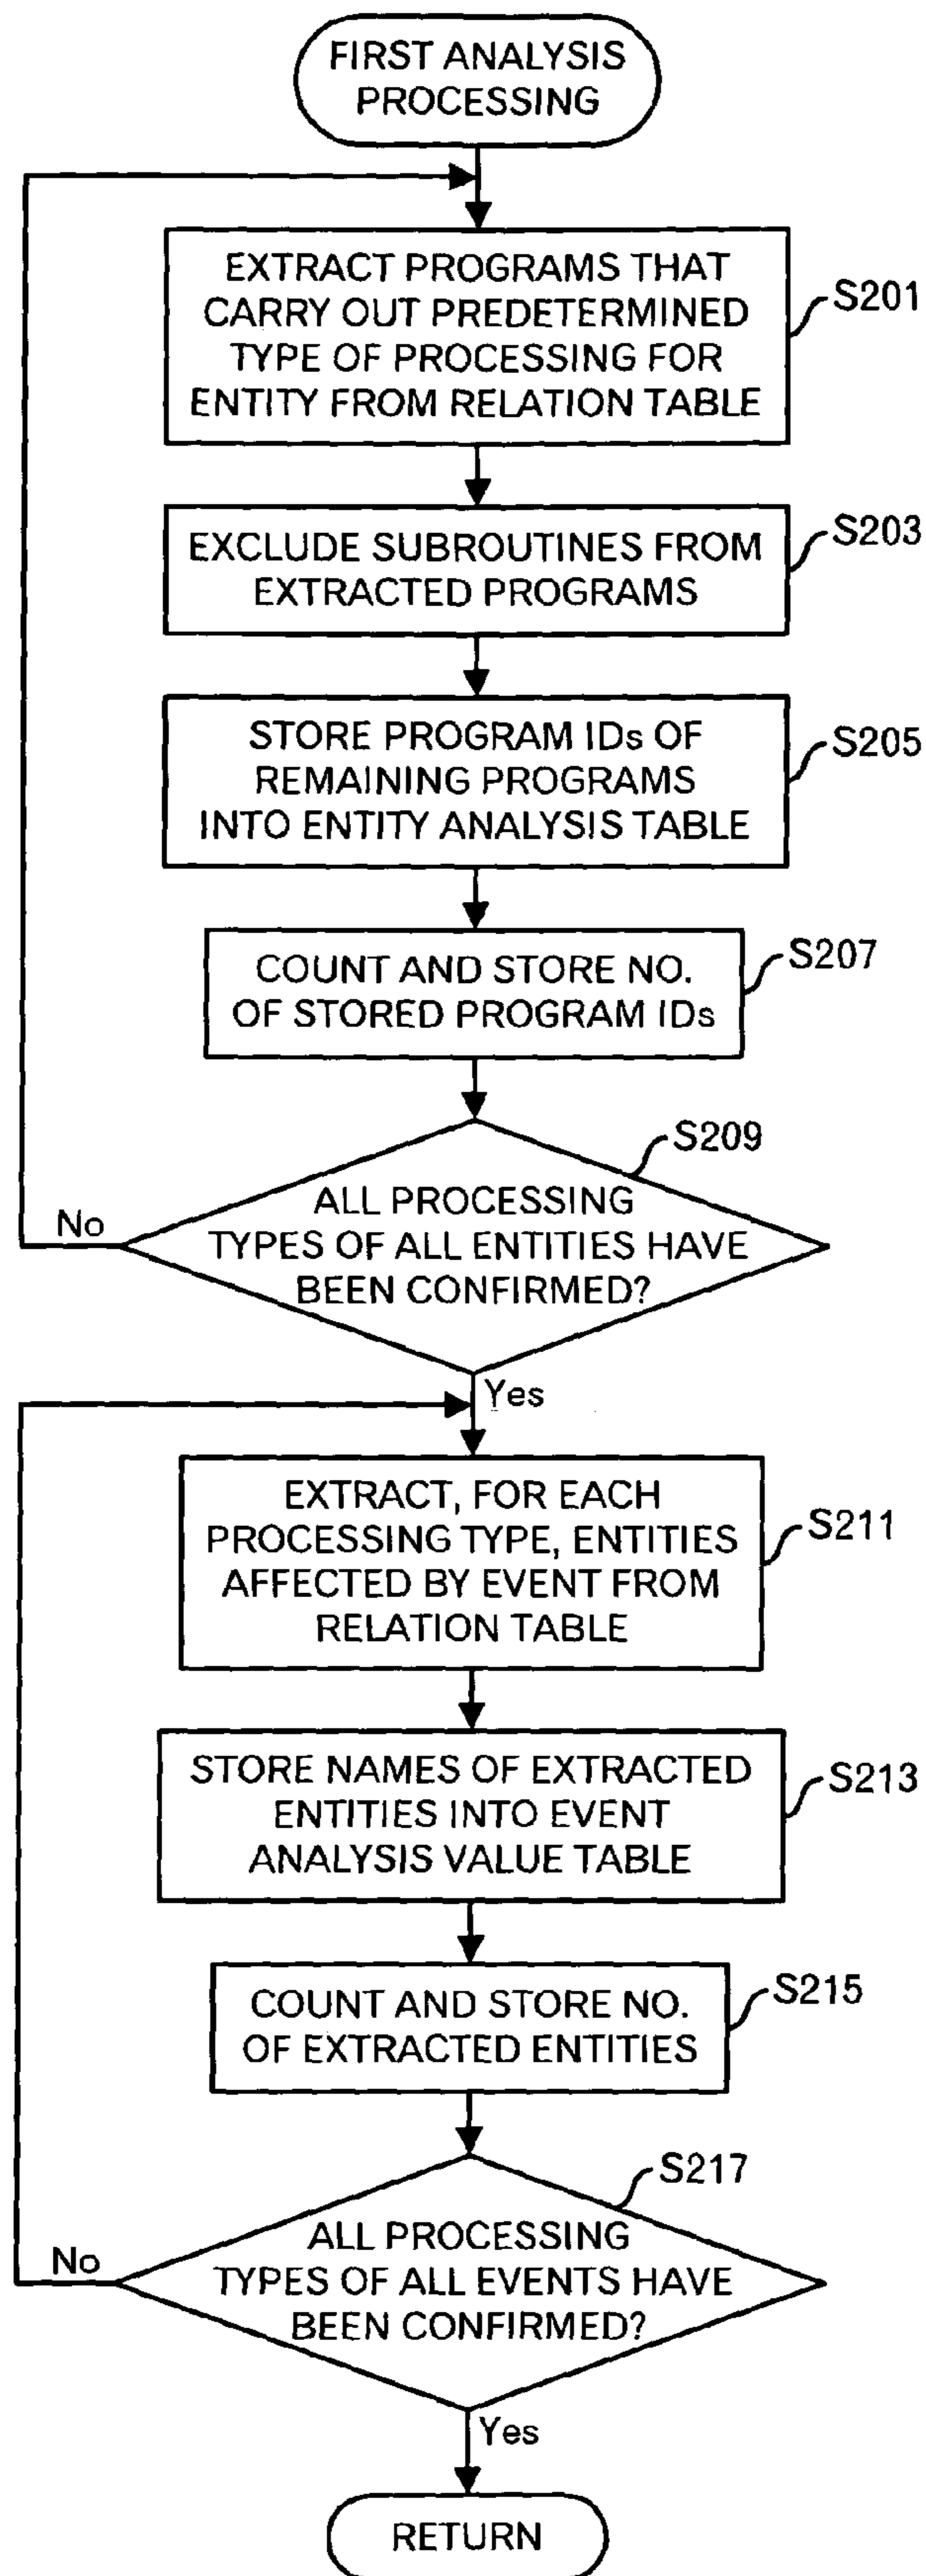 FIRST ANALYSIS
PROCESSING
EXTRACT PROGRAMS THAT
CARRY OUT PREDETERMINED
TYPE OF PROCESSING FOR
ENTITY FROM RELATION TABLE
S201
EXCLUDE SUBROUTINES FROM
EXTRACTED PROGRAMS
S203
STORE PROGRAM IDs OF
REMAINING PROGRAMS
INTO ENTITY ANALYSIS TABLE
S205
COUNT AND STORE NO.
OF STORED PROGRAM IDs
S207
S209
ALL PROCESSING
TYPES OF ALL ENTITIES HAVE
BEEN CONFIRMED?
No
Yes
EXTRACT, FOR EACH
PROCESSING TYPE, ENTITIES
AFFECTED BY EVENT FROM
RELATION TABLE
S211
STORE NAMES OF EXTRACTED
ENTITIES INTO EVENT
ANALYSIS VALUE TABLE
S213
COUNT AND STORE NO.
OF EXTRACTED ENTITIES
S215
S217
ALL PROCESSING
TYPES OF ALL EVENTS HAVE
BEEN CONFIRMED?
No
Yes
RETURN